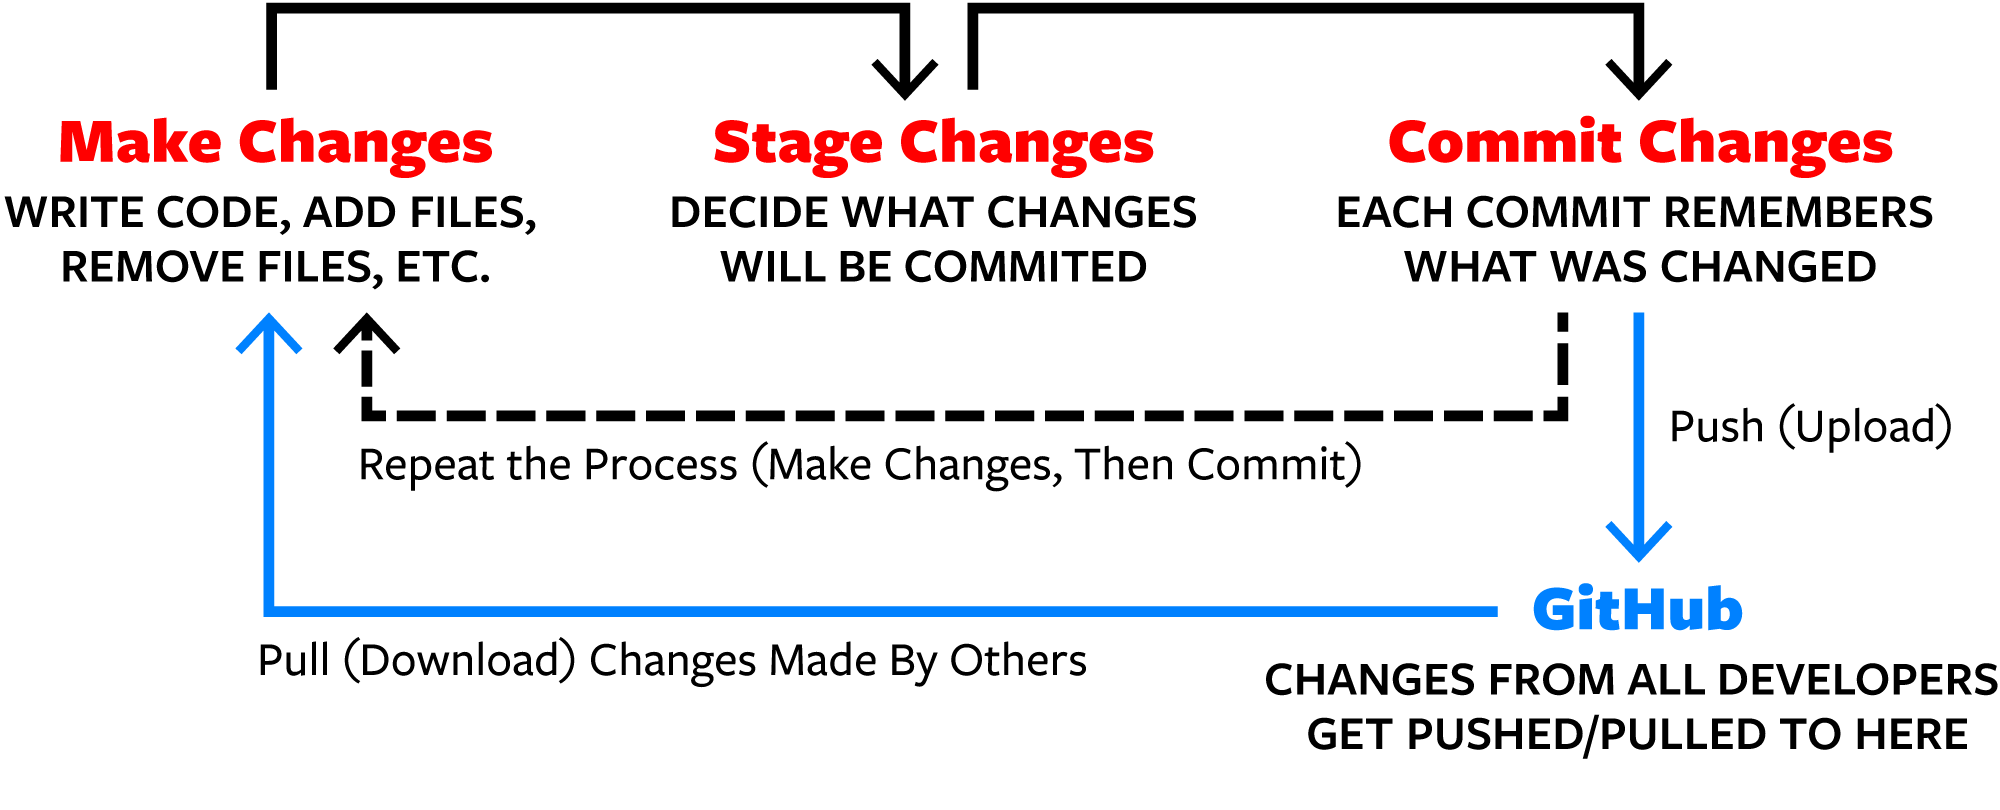 Make Changes
WRITE CODE, ADD FILES,
REMOVE FILES, ETC.
Stage Changes
DECIDE WHAT CHANGES
WILL BE COMMITED
Commit Changes
EACH COMMIT REMEMBERS
WHAT WAS CHANGED
Repeat the Process (Make Changes, Then Commit)
Push (Upload)
GitHub
CHANGES FROM ALL DEVELOPERS
GET PUSHED/PULLED TO HERE
Pull (Download) Changes Made By Others